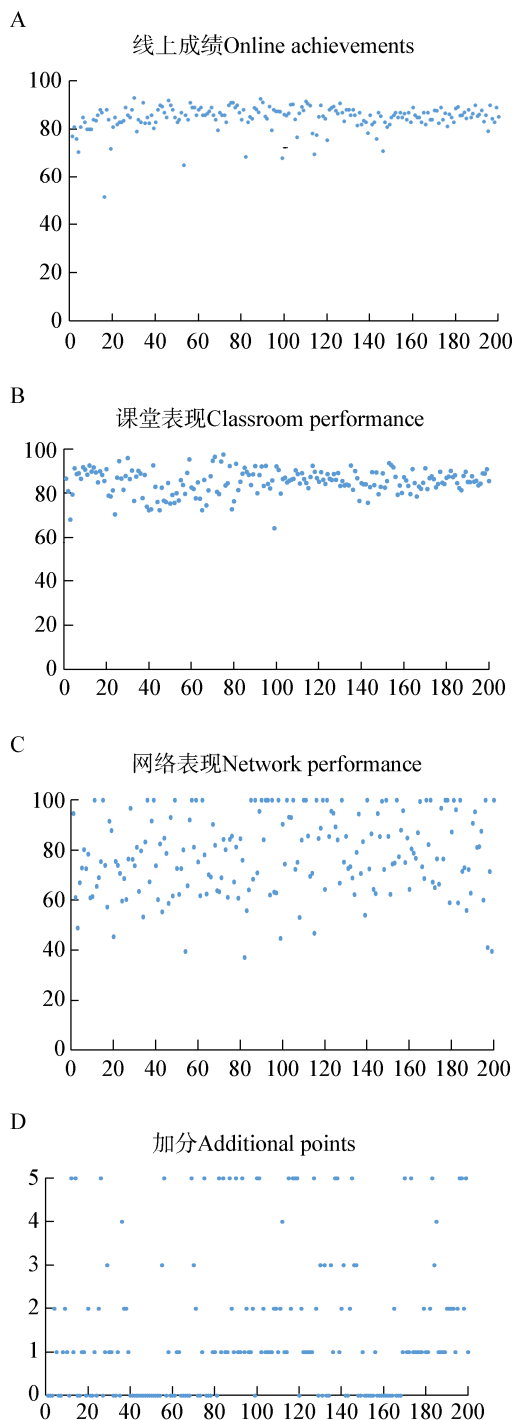 A
线上成绩Online achievements
100
80
60
40
20
0
0 20 40 60 80 100 120 140 160 180 200
B
课堂表现Classroom performance
100
80
60
40
20
0
0 20 40 60 80 100 120 140 160 180 200
C
网络表现Network performance
100
80
60
40
20
0
0 20 40 60 80 100 120 140 160 180 200
D
加分Additional points
5
4
3
2
1
0
0 20 40 60 80 100 120 140 160 180 200